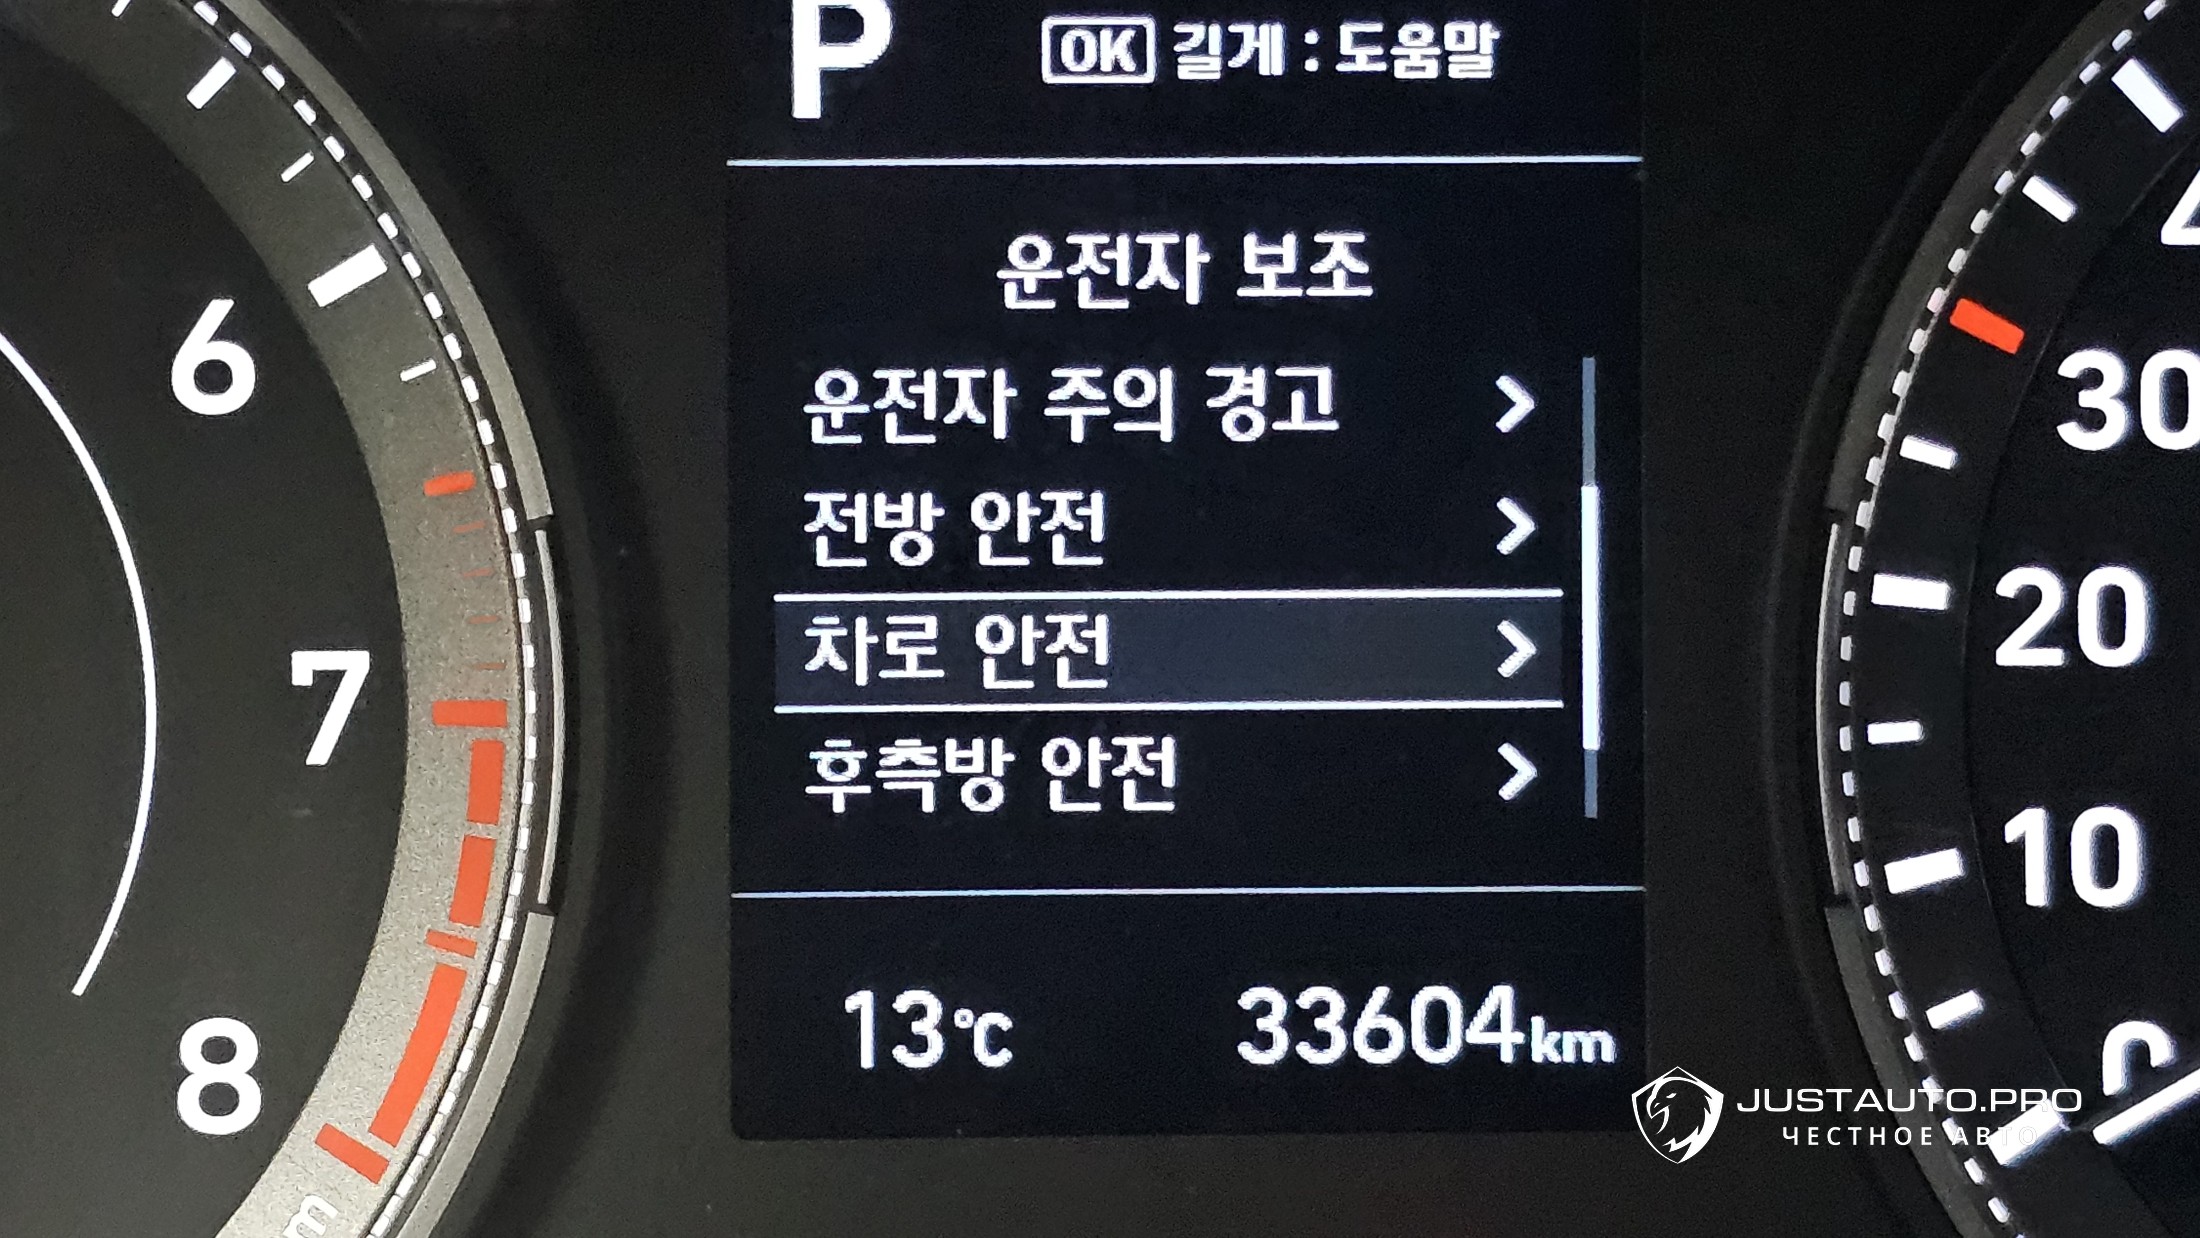 P
OK 길게 : 도움말
운전자 보조
운전자 주의 경고
전방 안전
차로 안전
후측방 안전
13°C 33604km
6
7
8
30
20
10
0
JUSTAUTO.PRO
ЧЕСТНОЕ АВТО